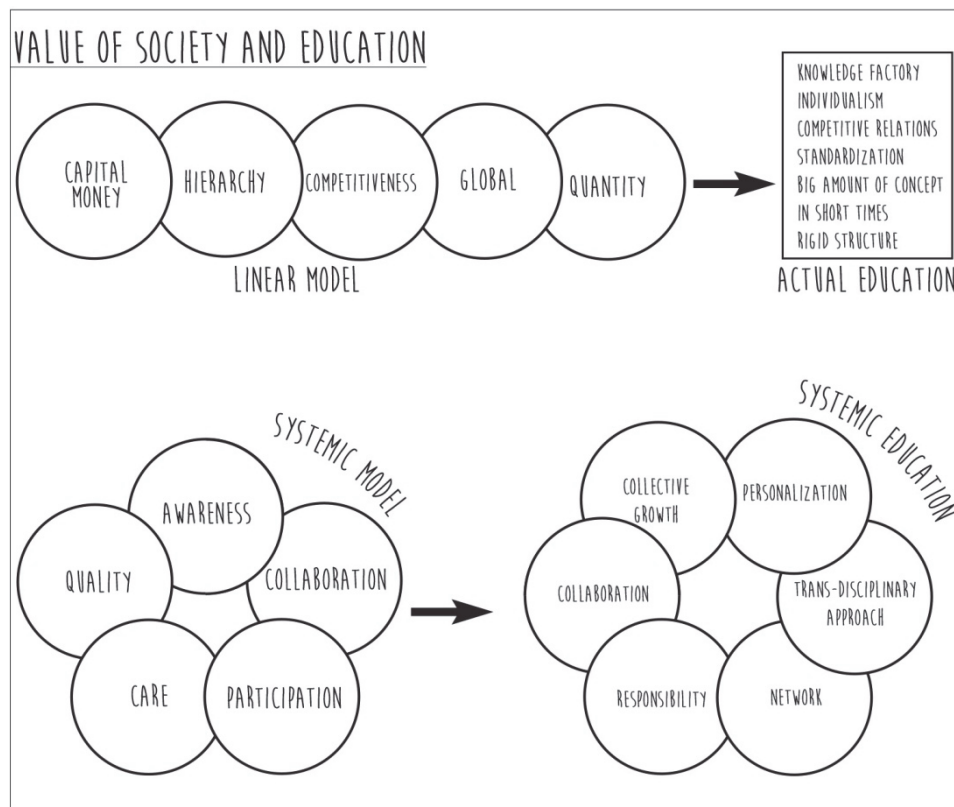 VALUE OF SOCIETY AND EDUCATION
CAPITAL
MONEY
HIERARCHY
COMPETITIVENESS
GLOBAL
QUANTITY
LINEAR MODEL
KNOWLEDGE FACTORY
INDIVIDUALISM
COMPETITIVE RELATIONS
STANDARDIZATION
BIG AMOUNT OF CONCEPT
IN SHORT TIMES
RIGID STRUCTURE
ACTUAL EDUCATION
SYSTEMIC MODEL
AWARENESS
QUALITY
COLLABORATION
CARE
PARTICIPATION
SYSTEMIC EDUCATION
COLLECTIVE
GROWTH
PERSONALIZATION
COLLABORATION
TRANS-DISCIPLINARY
APPROACH
RESPONSIBILITY
NETWORK